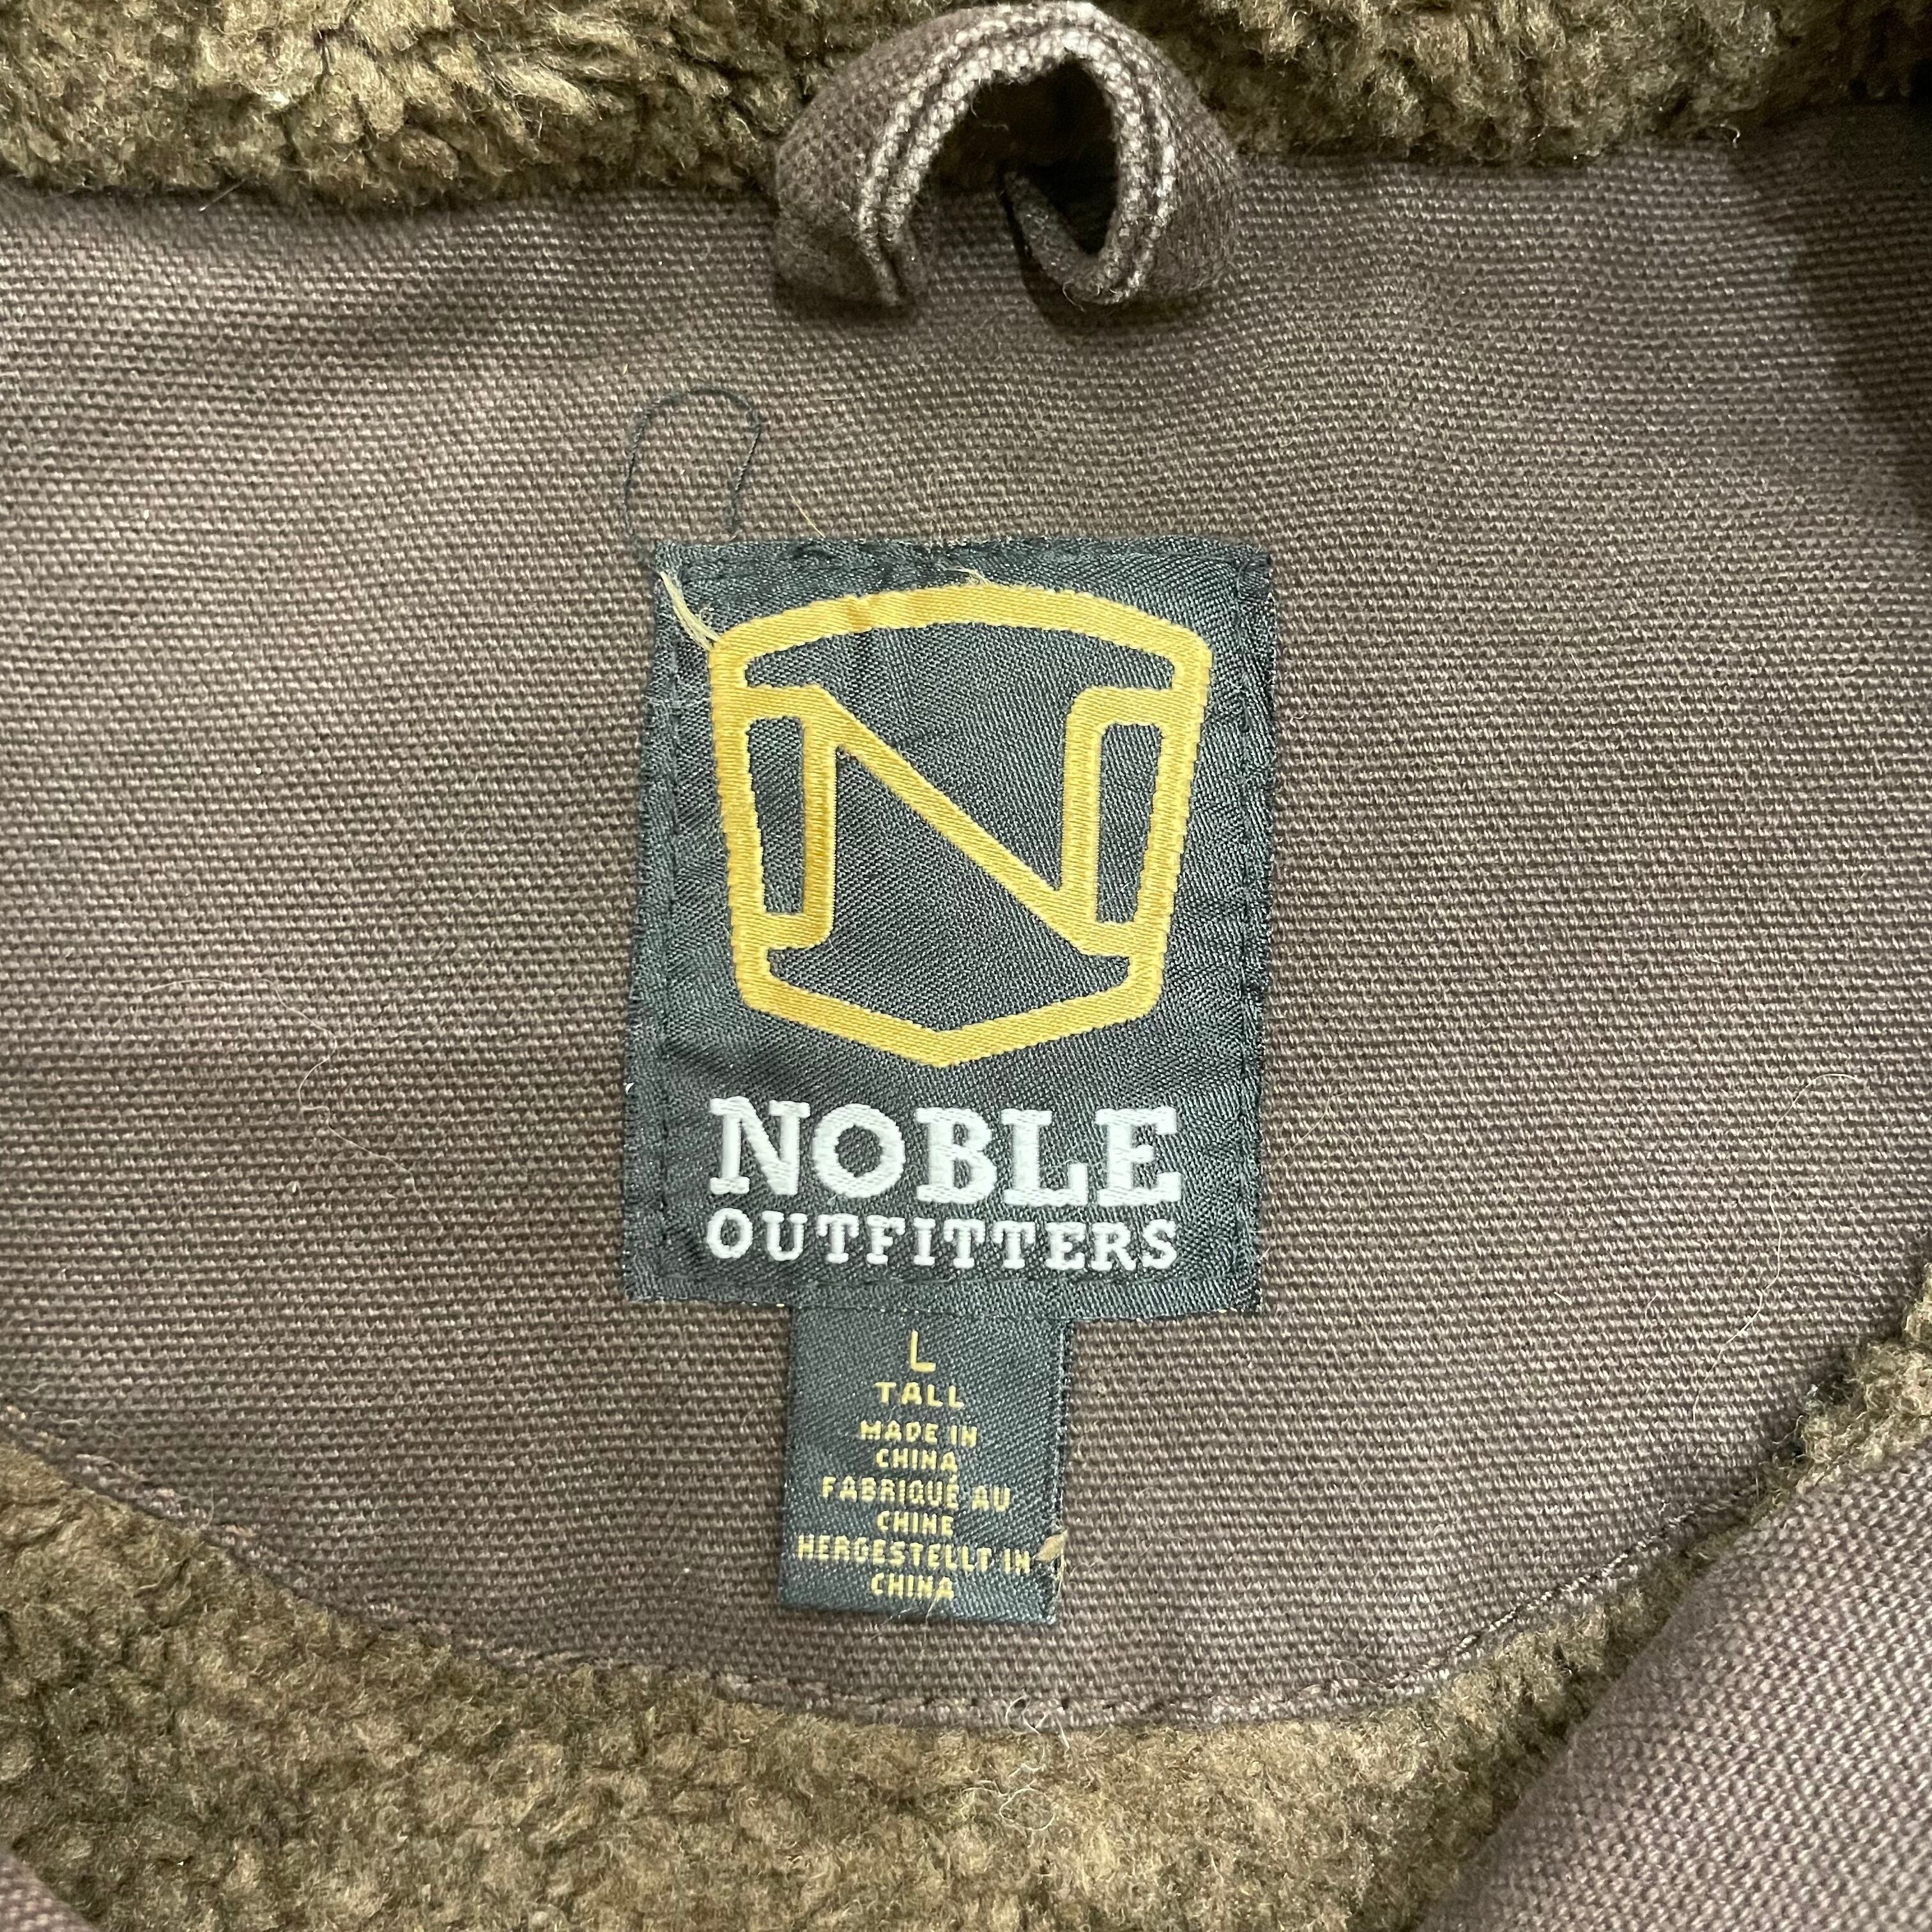 N
NOBLE
OUTFITTERS
L
TALL
MADE IN
CHINA
FABRIQUÉ AU
CHINE
HERGESTELLT IN
CHINA